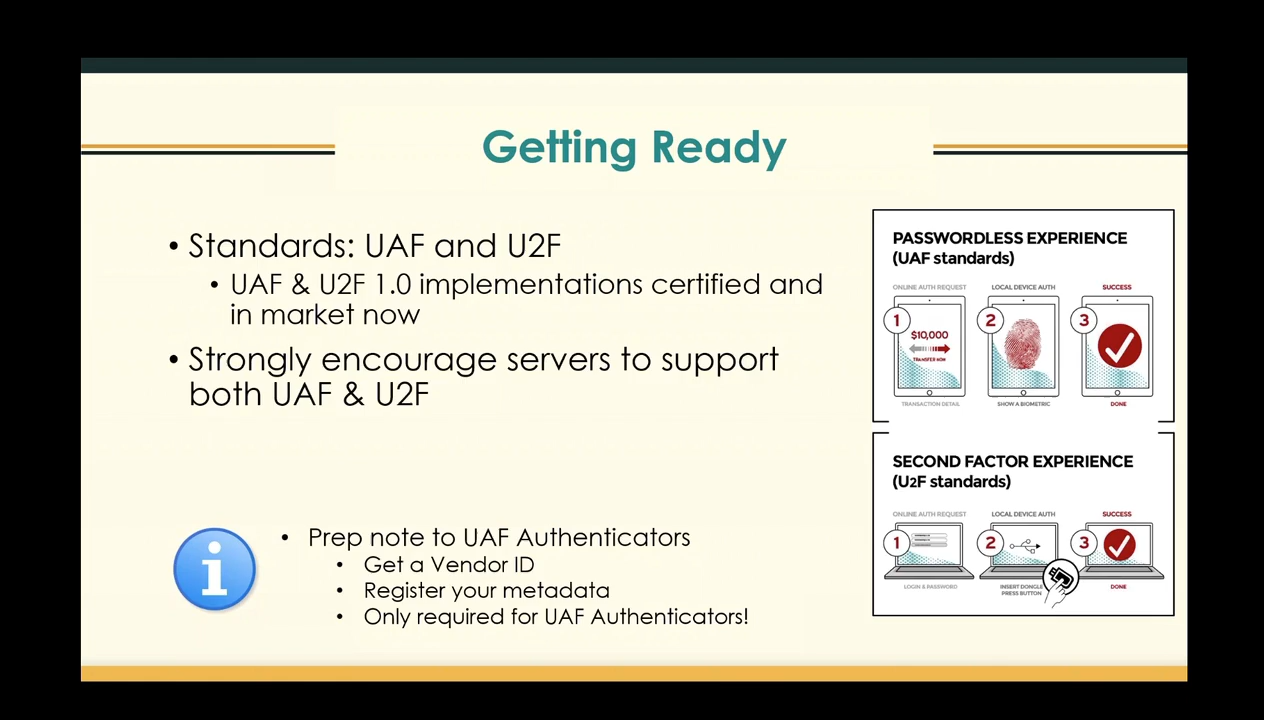 Getting Ready
• Standards: UAF and U2F
• UAF & U2F 1.0 implementations certified and
in market now
• Strongly encourage servers to support
both UAF & U2F
• Prep note to UAF Authenticators
• Get a Vendor ID
• Register your metadata
• Only required for UAF Authenticators!
PASSWORDLESS EXPERIENCE
(UAF standards)
ONLINE AUTH REQUEST
LOCAL DEVICE AUTH
SUCCESS
1
2
3
$10,000
TRANSFER NOW
TRANSACTION DETAIL
SHOW A BIOMETRIC
DONE
SECOND FACTOR EXPERIENCE
(U2F standards)
ONLINE AUTH REQUEST
LOCAL DEVICE AUTH
SUCCESS
1
2
3
LOGIN & PASSWORD
INSERT DONGLE
PRESS BUTTON
DONE